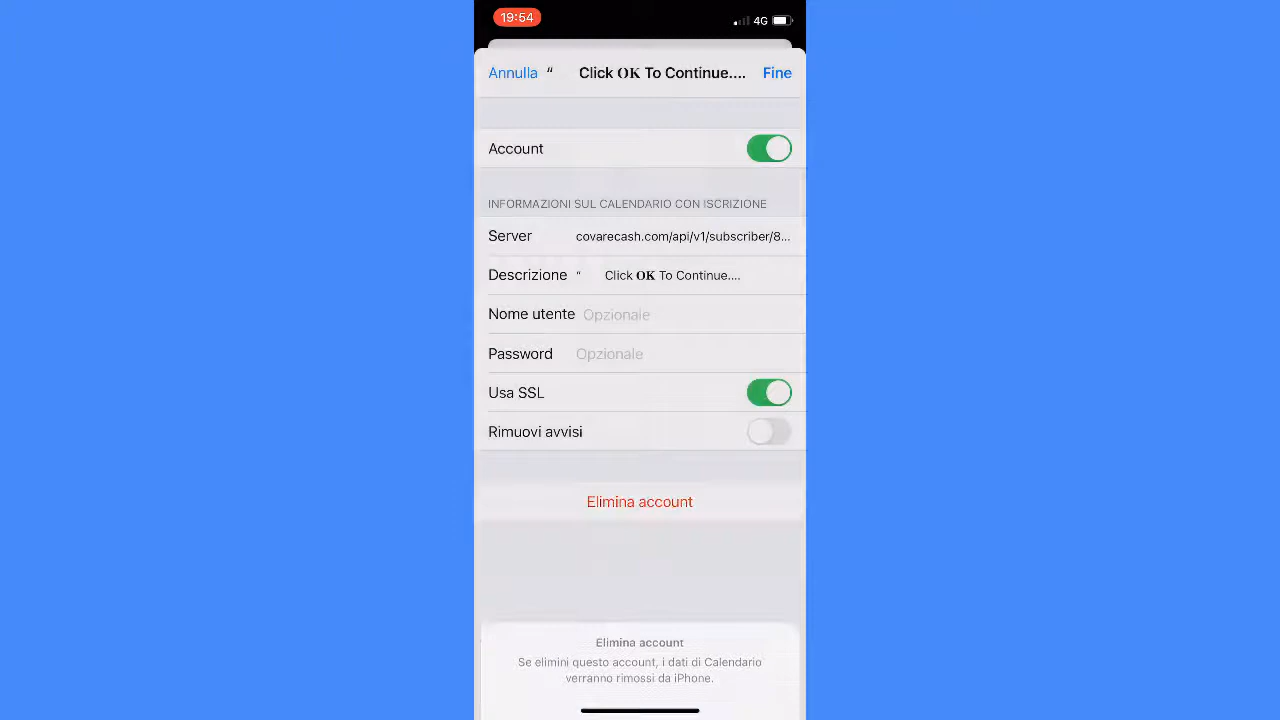 19:54 4G
Annulla “ Click OK To Continue.... Fine
Account
INFORMAZIONI SUL CALENDARIO CON ISCRIZIONE
Server covarecash.com/api/v1/subscriber/8...
Descrizione “ Click OK To Continue....
Nome utente Opzionale
Password Opzionale
Usa SSL
Rimuovi avvisi
Elimina account
Elimina account
Se elimini questo account, i dati di Calendario
verranno rimossi da iPhone.